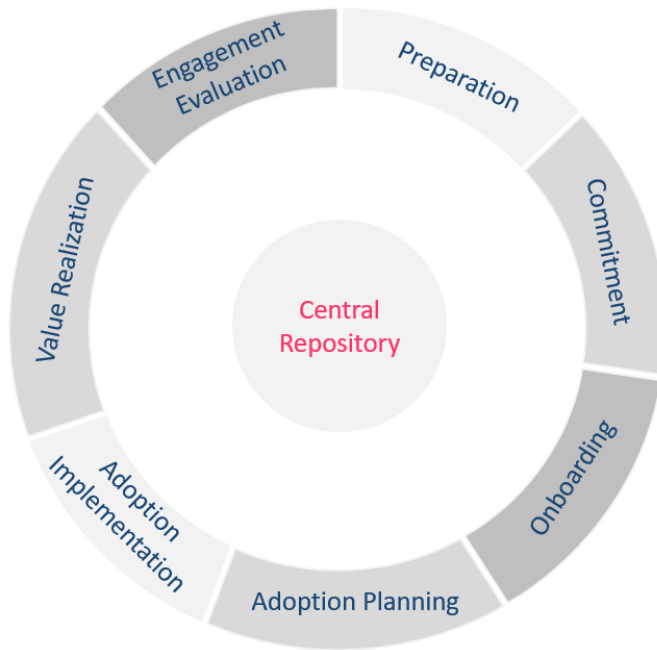 Preparation
Commitment
Onboarding
Adoption Planning
Adoption
Implementation
Value Realization
Engagement
Evaluation
Central
Repository